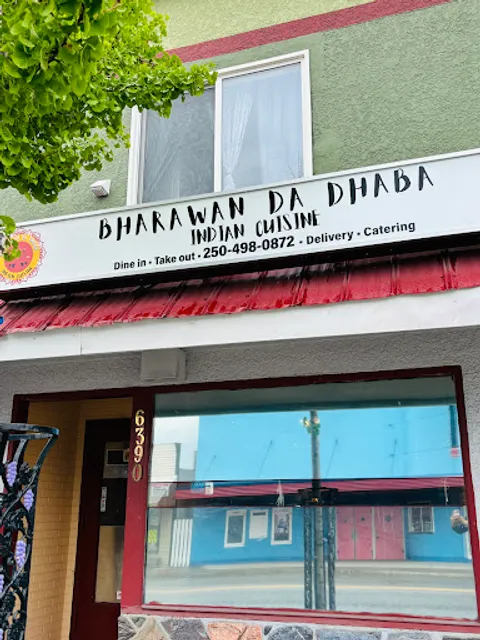 BHARAWAN DA DHABA
INDIAN CUISINE
Dine in • Take out • 250-498-0872 • Delivery • Catering
6390